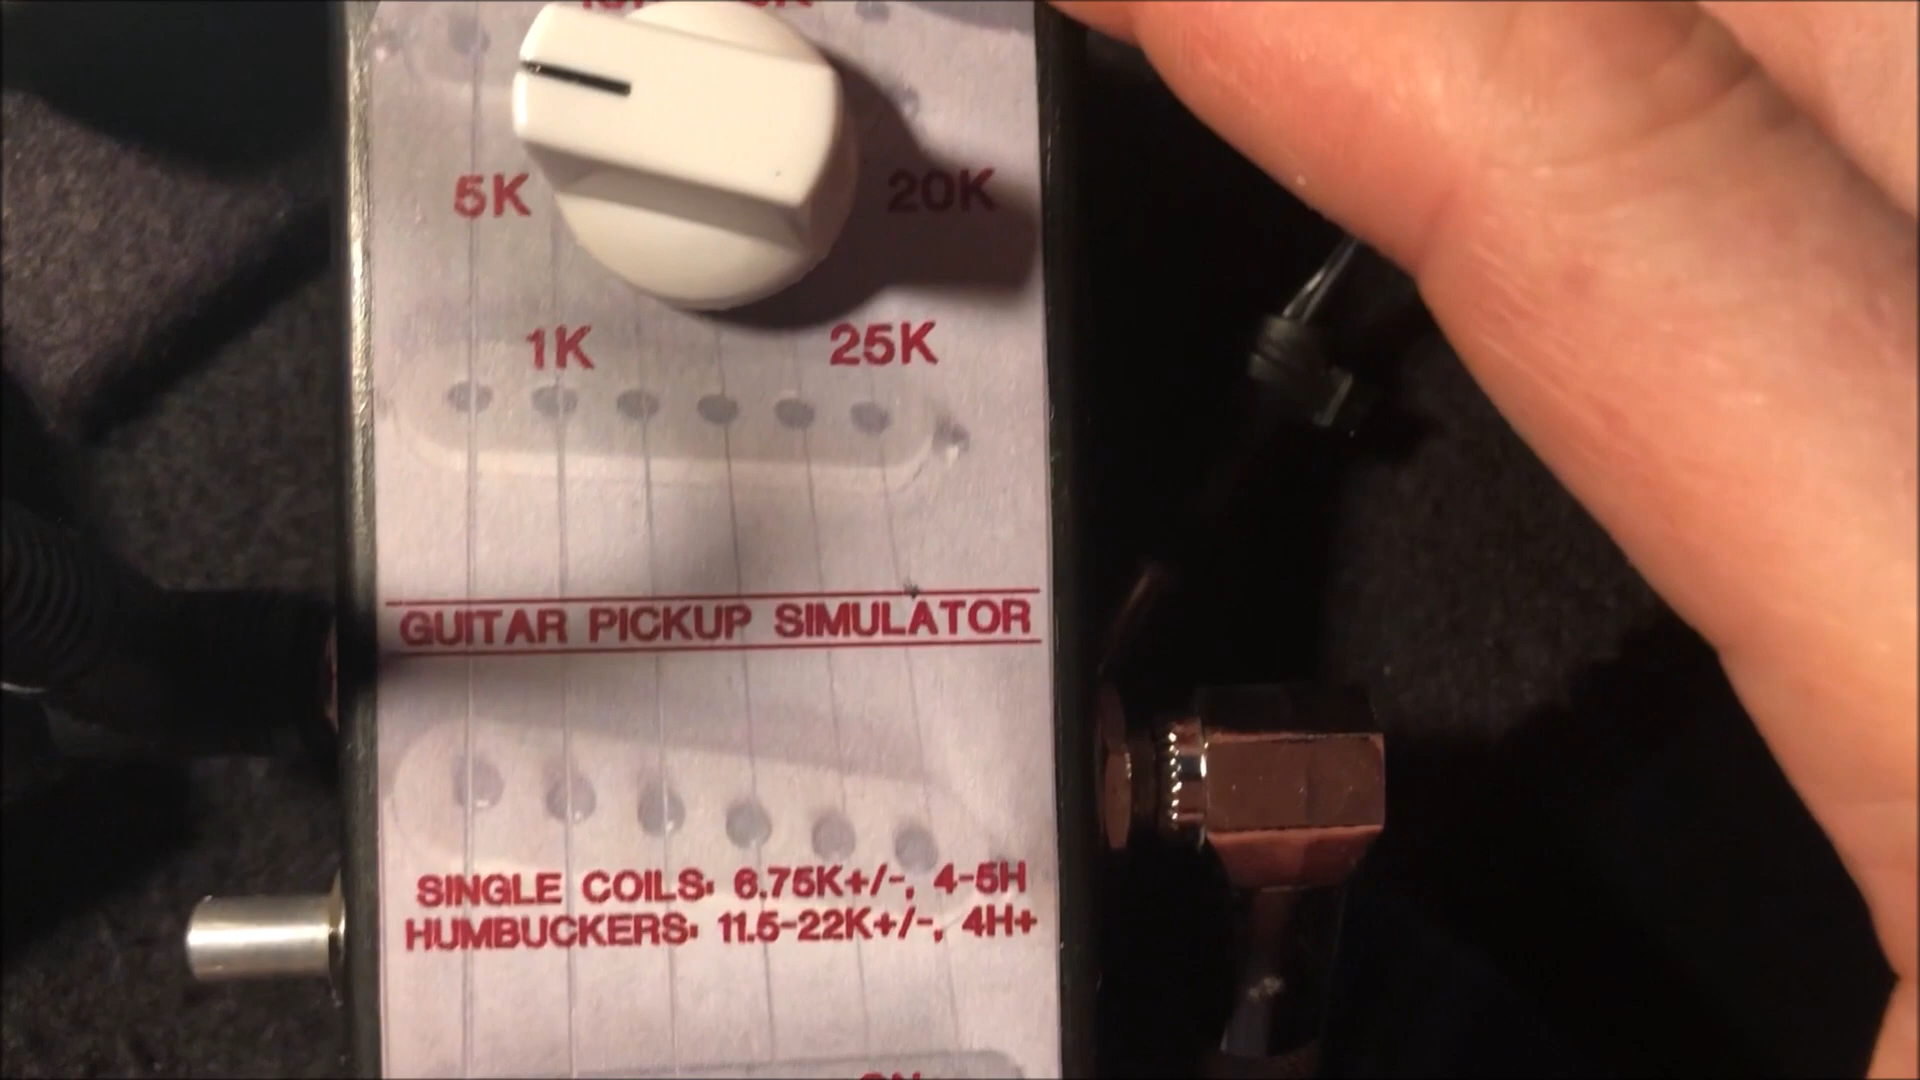 5K 20K
1K 25K
GUITAR PICKUP SIMULATOR
SINGLE COILS: 6.75K+/-, 4-5H
HUMBUCKERS: 11.5-22K+/-, 4H+